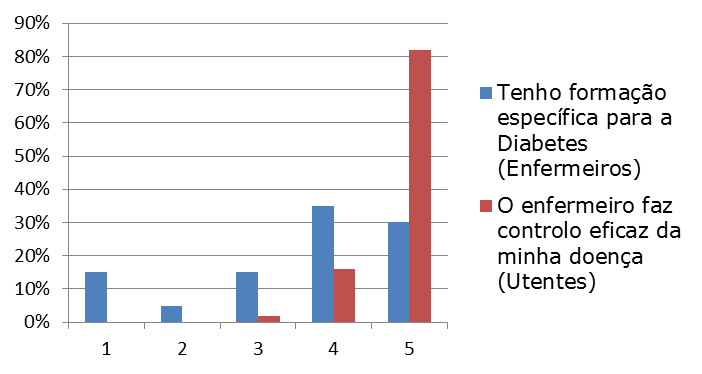 90%
80%
70%
60%
50%
40%
30%
20%
10%
0%
1 2 3 4 5
Tenho formação
específica para a
Diabetes
(Enfermeiros)
O enfermeiro faz
controlo eficaz da
minha doença
(Utentes)